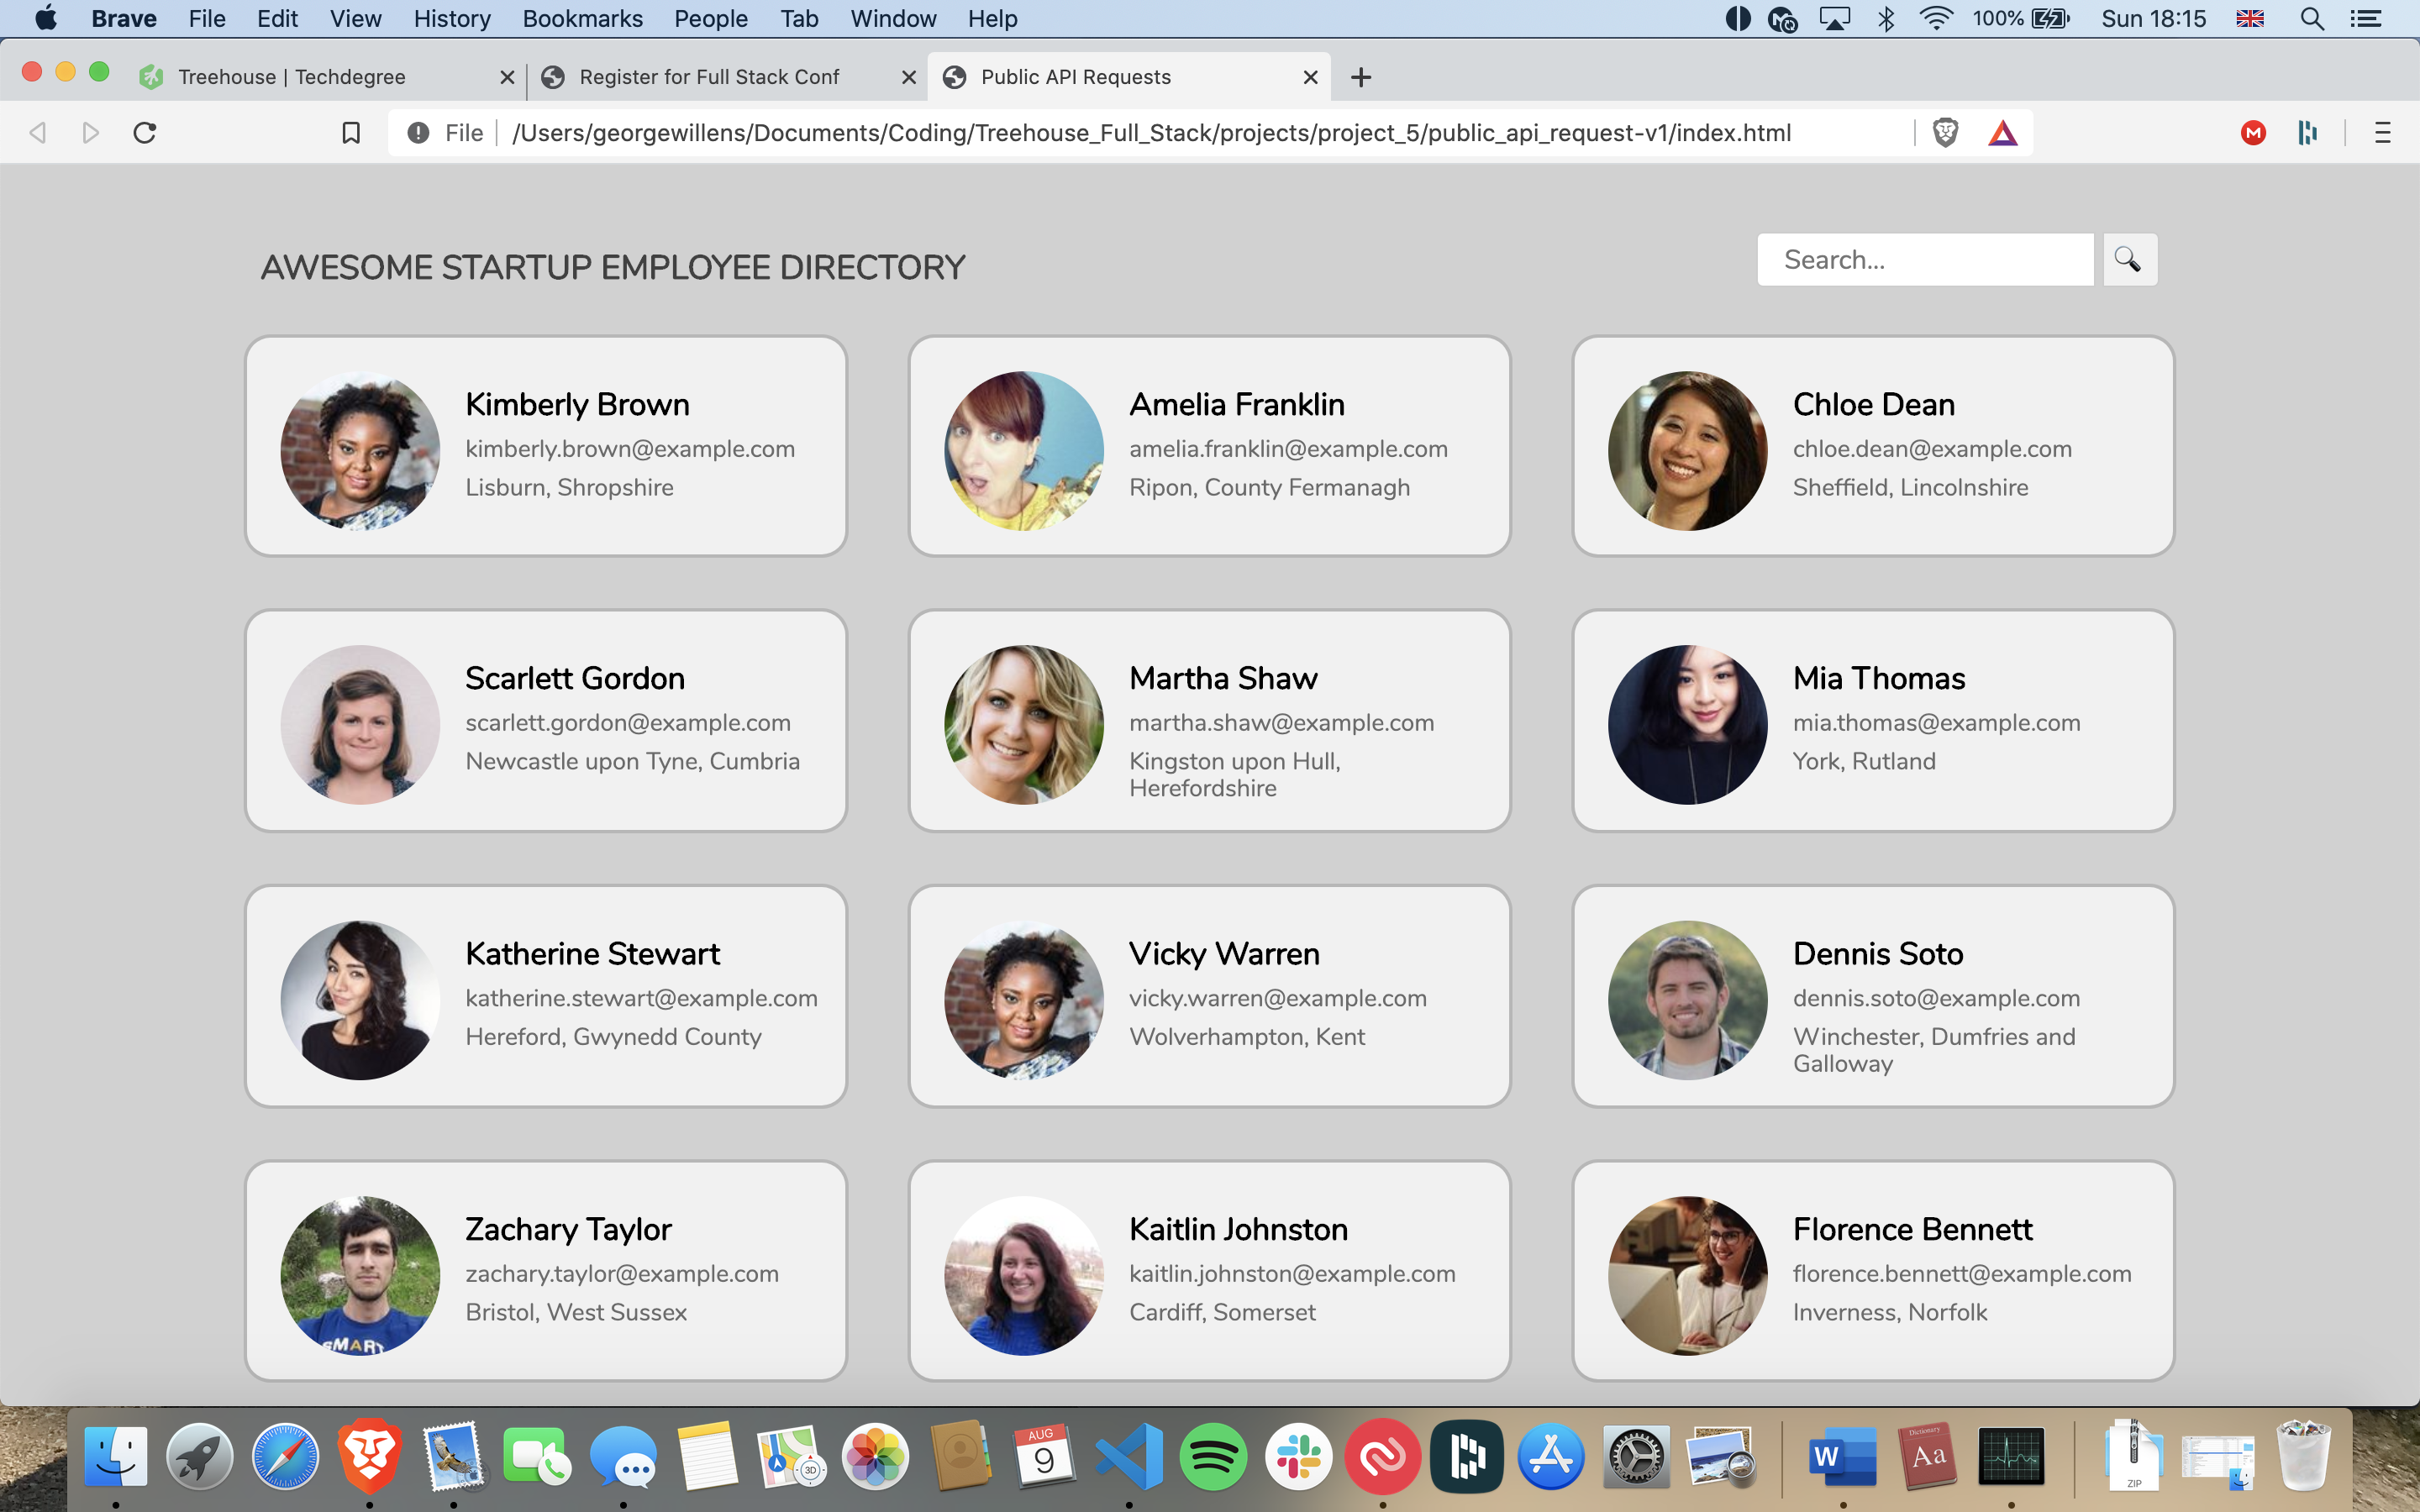 Brave File Edit View History Bookmarks People Tab Window Help 100% Sun 18:15
Treehouse | Techdegree Register for Full Stack Conf Public API Requests
File /Users/georgewillens/Documents/Coding/Treehouse_Full_Stack/projects/project_5/public_api_request-v1/index.html
AWESOME STARTUP EMPLOYEE DIRECTORY
Search...
Kimberly Brown
kimberly.brown@example.com
Lisburn, Shropshire
Amelia Franklin
amelia.franklin@example.com
Ripon, County Fermanagh
Chloe Dean
chloe.dean@example.com
Sheffield, Lincolnshire
Scarlett Gordon
scarlett.gordon@example.com
Newcastle upon Tyne, Cumbria
Martha Shaw
martha.shaw@example.com
Kingston upon Hull,
Herefordshire
Mia Thomas
mia.thomas@example.com
York, Rutland
Katherine Stewart
katherine.stewart@example.com
Hereford, Gwynedd County
Vicky Warren
vicky.warren@example.com
Wolverhampton, Kent
Dennis Soto
dennis.soto@example.com
Winchester, Dumfries and
Galloway
Zachary Taylor
zachary.taylor@example.com
Bristol, West Sussex
SMART
Kaitlin Johnston
kaitlin.johnston@example.com
Cardiff, Somerset
Florence Bennett
florence.bennett@example.com
Inverness, Norfolk
3D
AUG
9
W
Dictionary
Aa
ZIP